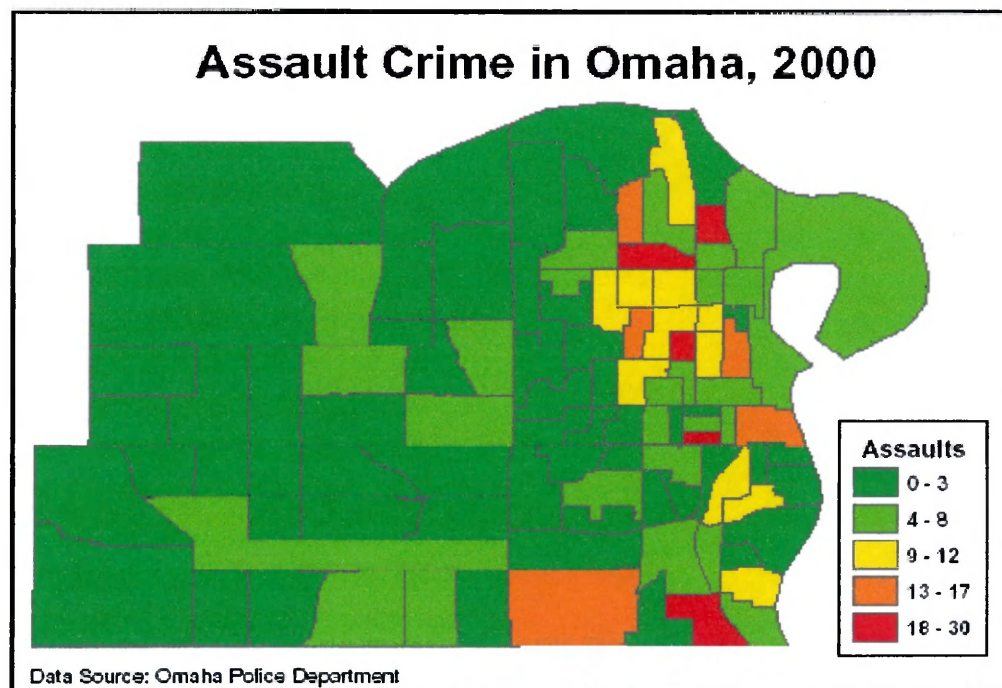 Assault Crime in Omaha, 2000
Assaults
0 - 3
4 - 8
9 - 12
13 - 17
18 - 30
Data Source: Omaha Police Department